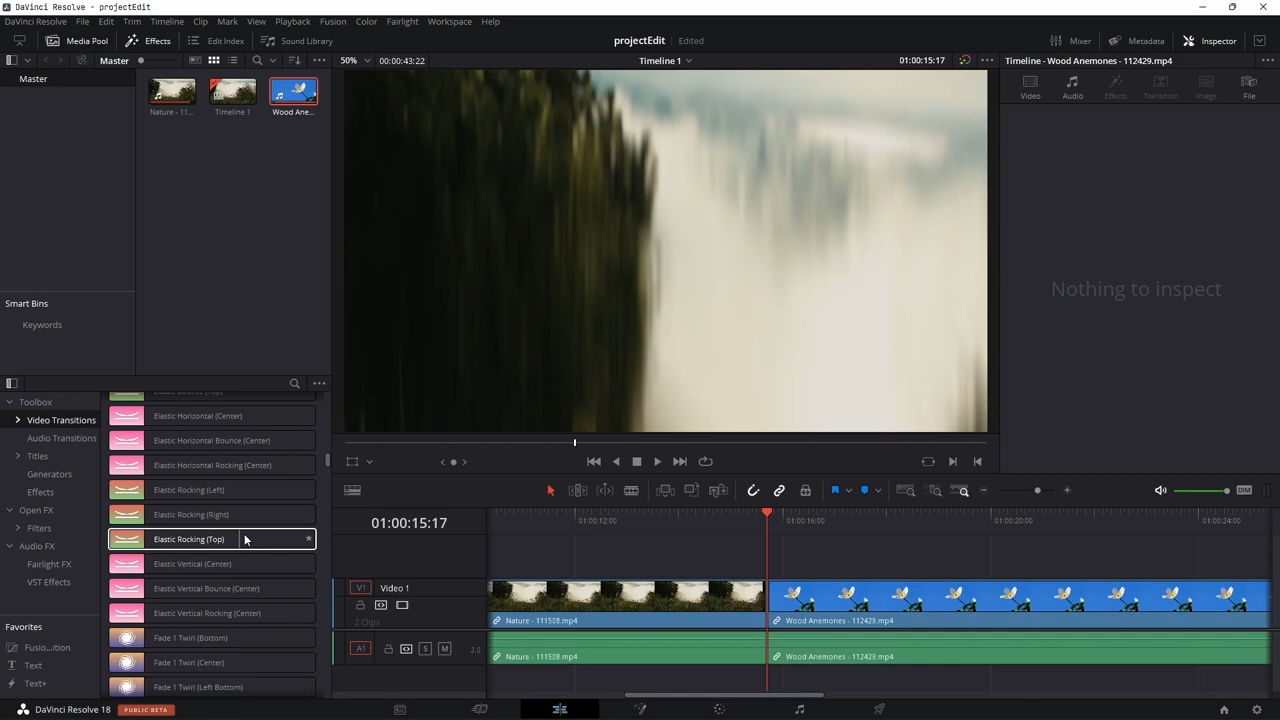 DaVinci Resolve - projectEdit
DaVinci Resolve File Edit Trim Timeline Clip Mark View Playback Fusion Color Fairlight Workspace Help
Media Pool Effects Edit Index Sound Library projectEdit Edited Mixer Metadata Inspector
Master 50% 00:00:43:22 Timeline 1 01:00:15:17 Timeline - Wood Anemones - 112429.mp4
Master
Video Audio Effects Transition Image File
Nature - 11... Timeline 1 Wood Ane...
Nothing to inspect
Smart Bins
Keywords
Toolbox
Video Transitions
Audio Transitions
Titles
Generators
Effects
Open FX
Filters
Audio FX
Fairlight FX
VST Effects
Favorites
Fusio...ition
Text
Text+
Elastic Horizontal (Center)
Elastic Horizontal Bounce (Center)
Elastic Horizontal Rocking (Center)
Elastic Rocking (Left)
Elastic Rocking (Right)
Elastic Rocking (Top)
Elastic Vertical (Center)
Elastic Vertical Bounce (Center)
Elastic Vertical Rocking (Center)
Fade 1 Twirl (Bottom)
Fade 1 Twirl (Center)
Fade 1 Twirl (Left Bottom)
DIM
01:00:15:17
01:00:12:00 01:00:16:00 01:00:20:00 01:00:24:00
V1 Video 1
2 Clips
Nature - 111508.mp4 Wood Anemones - 112429.mp4
A1 S M 2.0
Nature - 111508.mp4 Wood Anemones - 112429.mp4
DaVinci Resolve 18 PUBLIC BETA